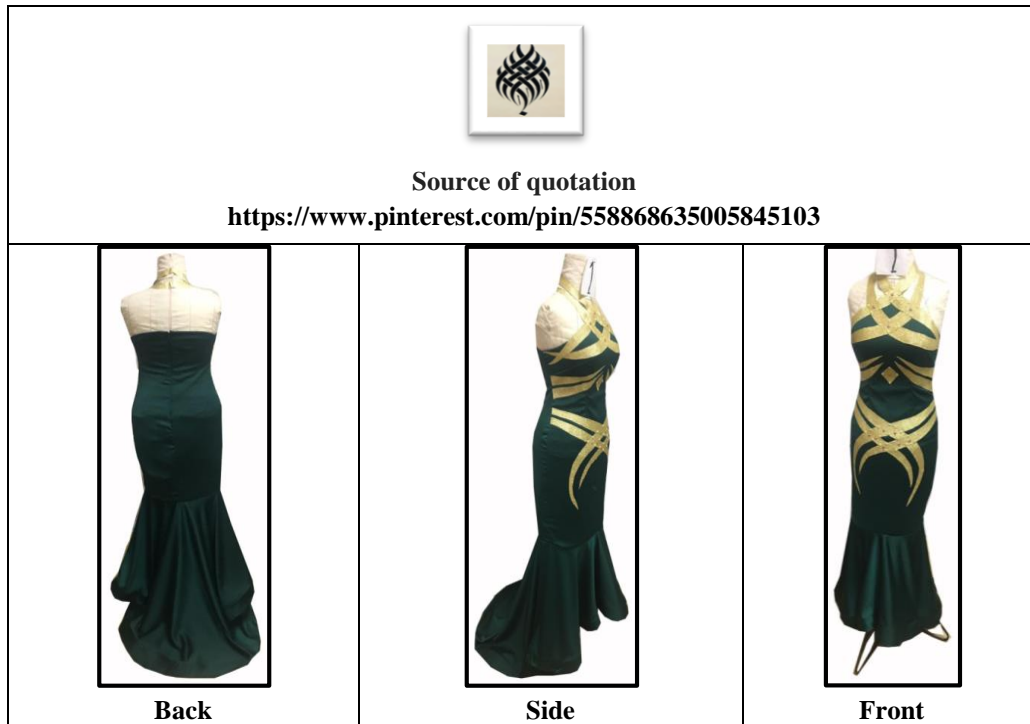 Source of quotation
https://www.pinterest.com/pin/558868635005845103
Back
Side
Front